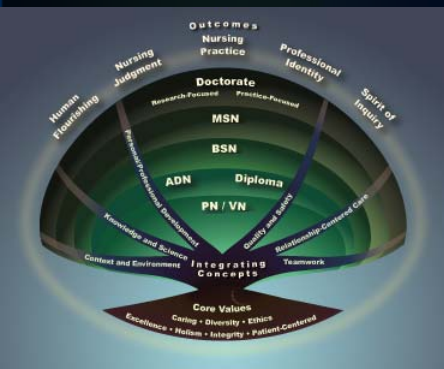 Outcomes
Nursing
Practice
Nursing
Judgment
Professional
Identity
Human
Flourishing
Spirit of
Inquiry
Doctorate
Research-Focused Practice-Focused
MSN
BSN
ADN Diploma
PN / VN
Personal/Professional Development
Quality and Safety
Knowledge and Science
Relationship-Centered Care
Context and Environment
Teamwork
Integrating
Concepts
Core Values
Caring • Diversity • Ethics
Excellence • Holism • Integrity • Patient-Centered